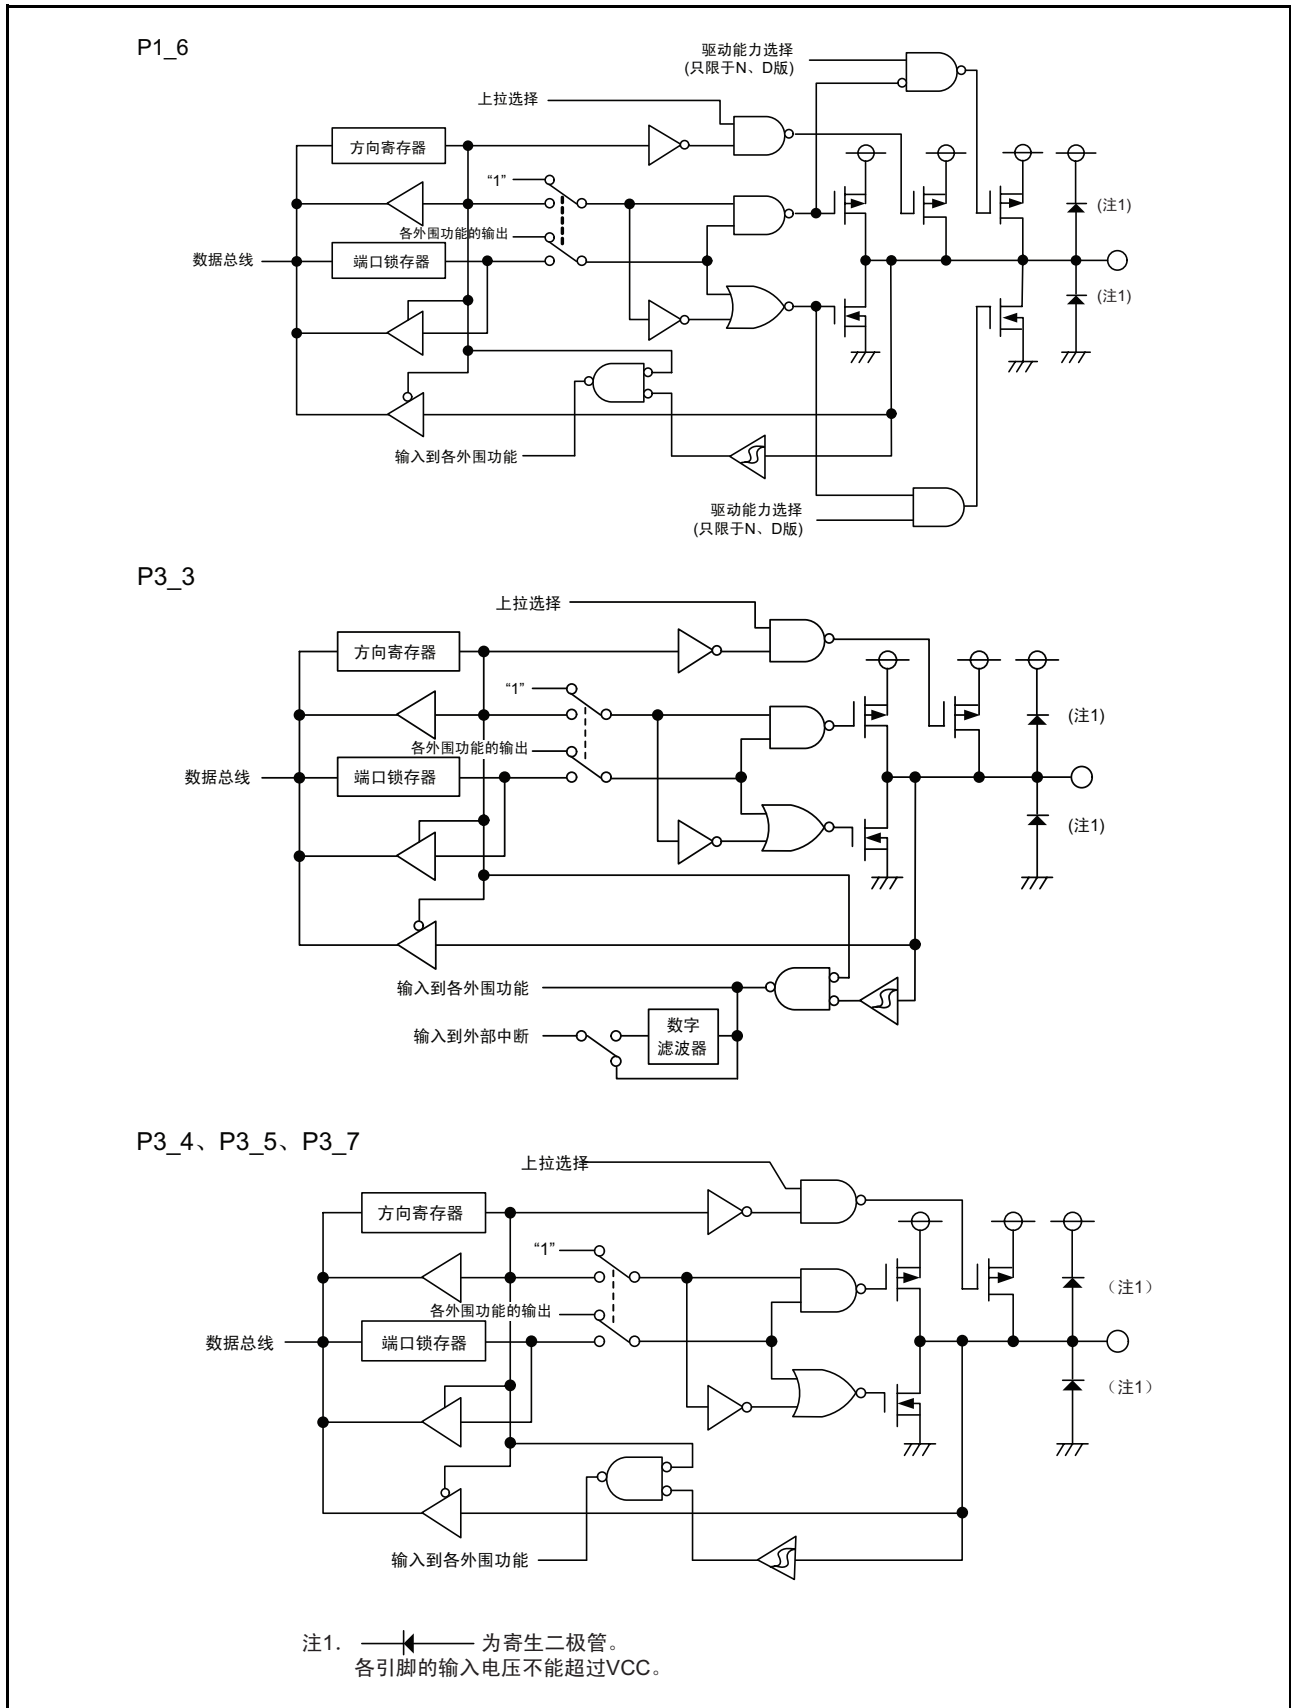 P1_6
驱动能力选择
(只限于N、D版)
上拉选择
方向寄存器
“1”
(注1)
各外围功能的输出
数据总线
端口锁存器
(注1)
输入到各外围功能
驱动能力选择
(只限于N、D版)
P3_3
上拉选择
方向寄存器
“1”
(注1)
各外围功能的输出
数据总线
端口锁存器
(注1)
输入到各外围功能
输入到外部中断
数字
滤波器
P3_4、P3_5、P3_7
上拉选择
方向寄存器
“1”
（注1）
各外围功能的输出
数据总线
端口锁存器
（注1）
输入到各外围功能
注1. 为寄生二极管。
各引脚的输入电压不能超过VCC。